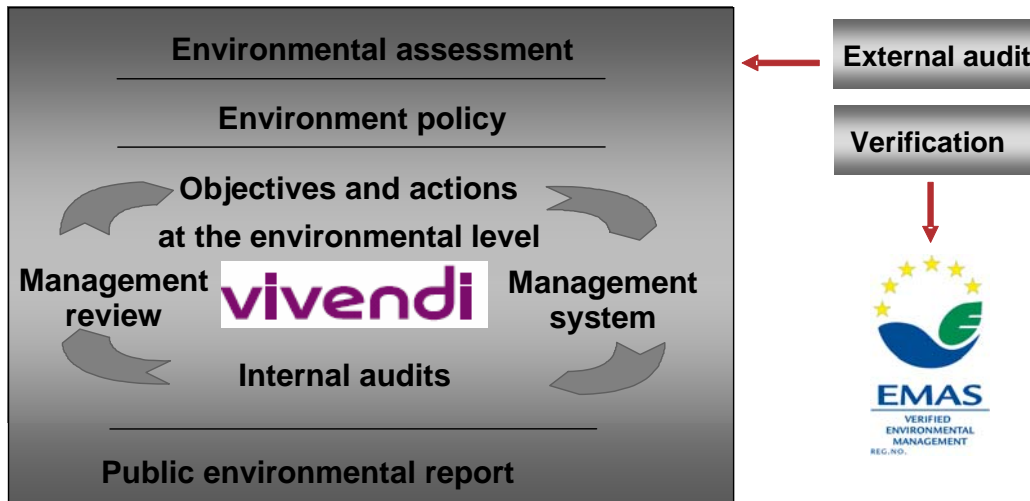 Environmental assessment
Environment policy
Objectives and actions
at the environmental level
Management
review
vivendi
Management
system
Internal audits
Public environmental report
External audit
Verification
EMAS
VERIFIED
ENVIRONMENTAL
MANAGEMENT
REG.NO.